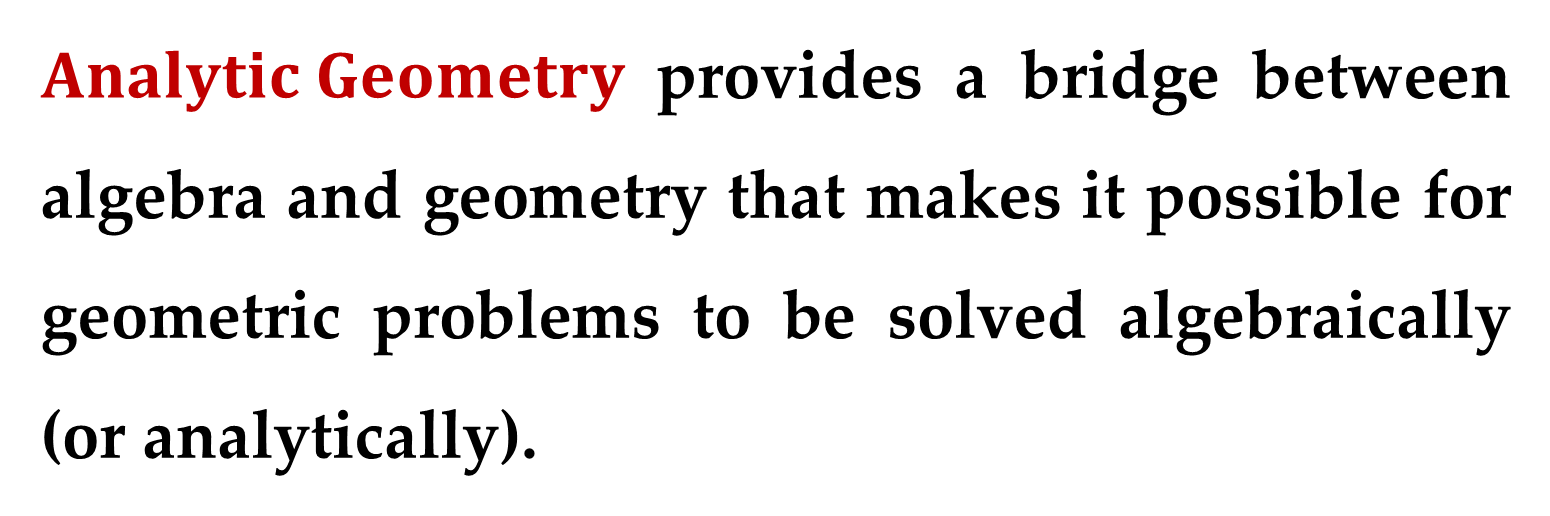 Analytic Geometry provides a bridge between
algebra and geometry that makes it possible for
geometric problems to be solved algebraically
(or analytically).